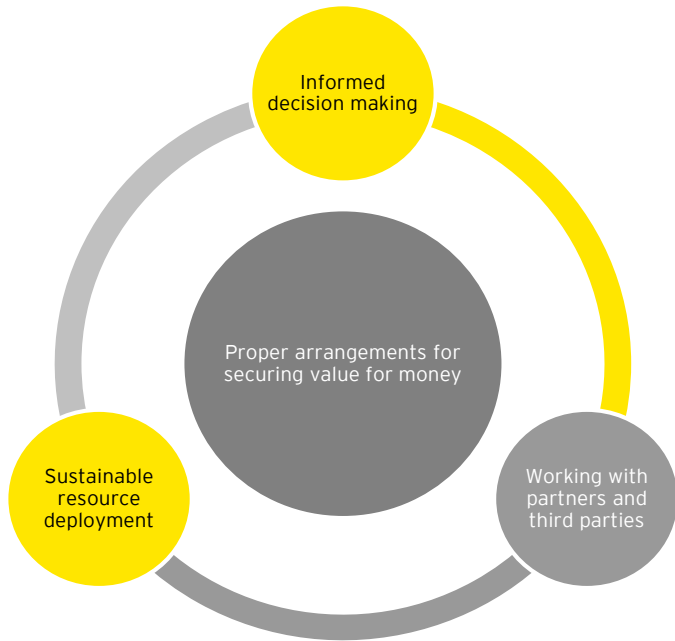 Informed
decision making
Proper arrangements for
securing value for money
Sustainable
resource
deployment
Working with
partners and
third parties